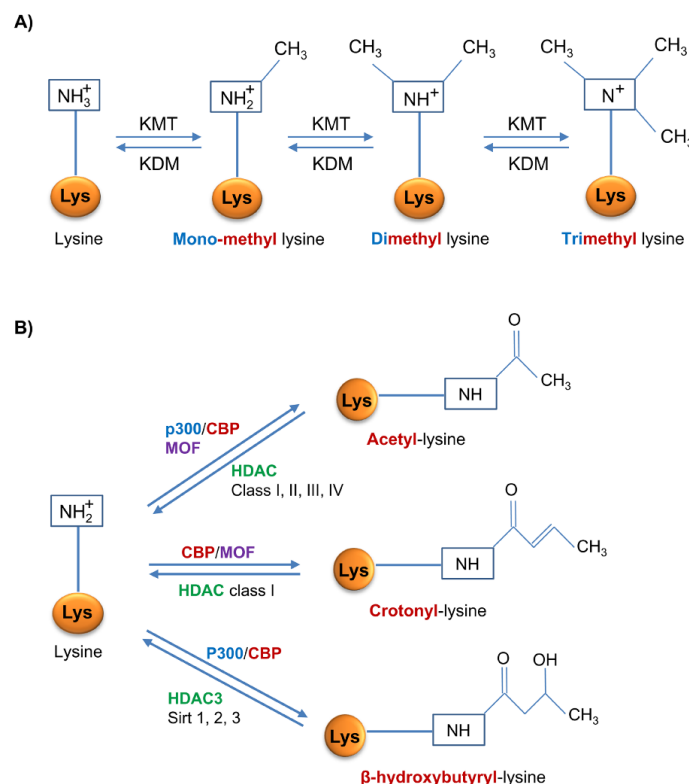 A)
CH3
CH3
CH3
CH3
CH3
NH3+
NH2+
NH+
N+
CH3
KMT
KMT
KMT
KDM
KDM
KDM
Lys
Lys
Lys
Lys
Lysine
Mono-methyl lysine
Dimethyl lysine
Trimethyl lysine
B)
O
NH
CH3
Lys
p300/CBP
MOF
Acetyl-lysine
HDAC
Class I, II, III, IV
O
NH2+
CBP/MOF
CH3
NH
Lys
HDAC class I
Lys
Crotonyl-lysine
Lysine
P300/CBP
O
OH
HDAC3
Sirt 1, 2, 3
CH3
NH
Lys
β-hydroxybutyryl-lysine